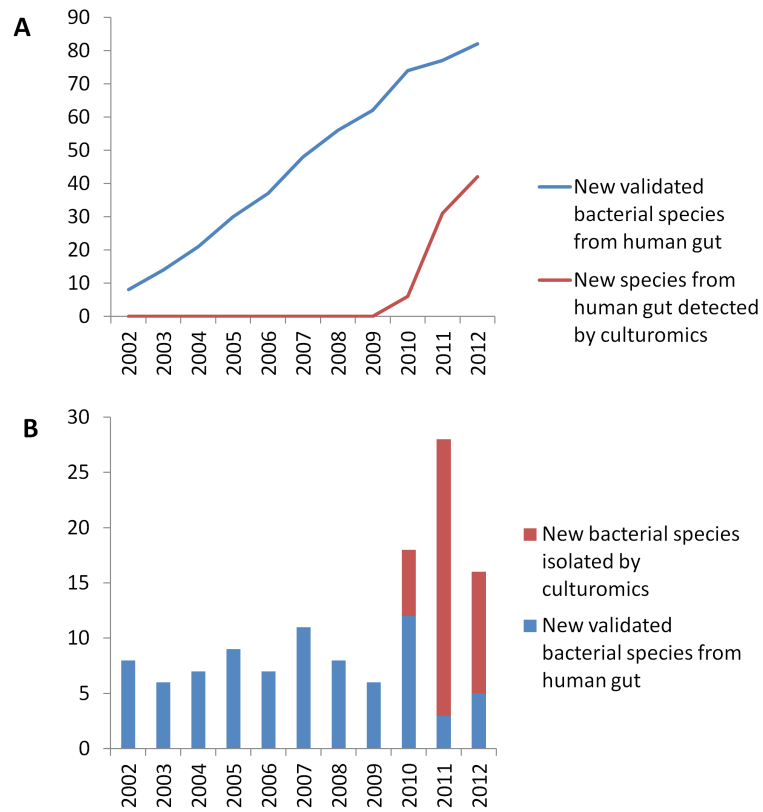 A
90
80
70
60
50
40
30
20
10
0
2002
2003
2004
2005
2006
2007
2008
2009
2010
2011
2012
New validated
bacterial species
from human gut
New species from
human gut detected
by culturomics
B
30
25
20
15
10
5
0
2002
2003
2004
2005
2006
2007
2008
2009
2010
2011
2012
New bacterial species
isolated by
culturomics
New validated
bacterial species from
human gut